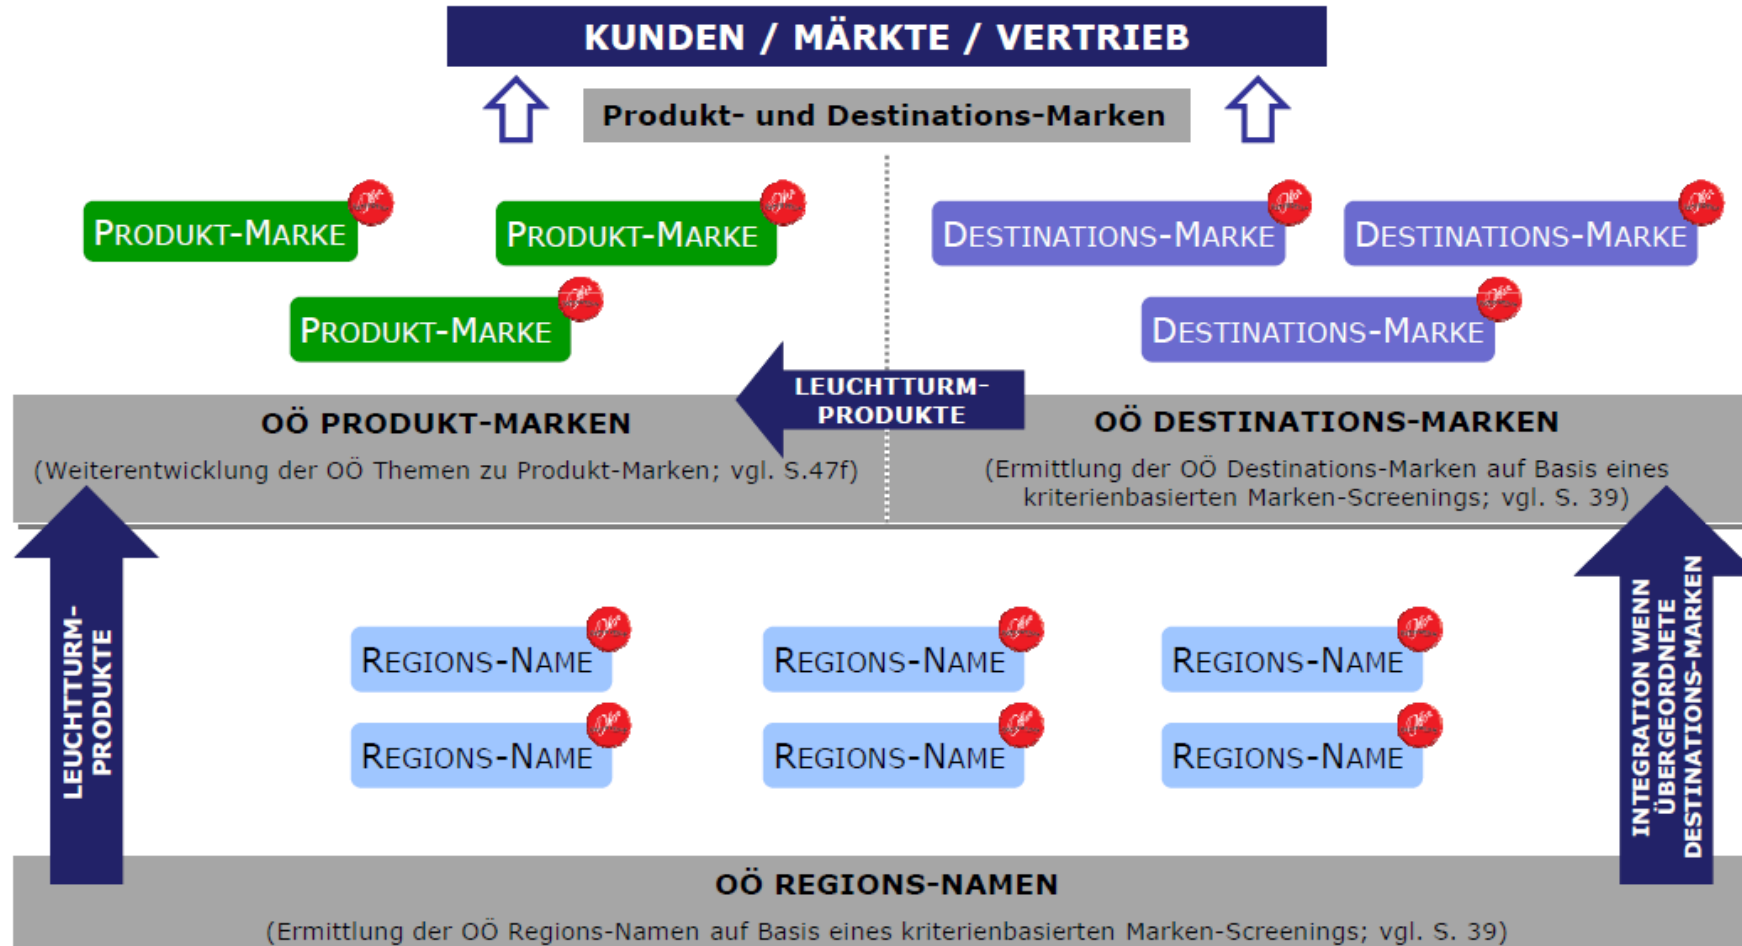 KUNDEN / MÄRKTE / VERTRIEB
Produkt- und Destinations-Marken
PRODUKT-MARKE
PRODUKT-MARKE
DESTINATIONS-MARKE
DESTINATIONS-MARKE
PRODUKT-MARKE
DESTINATIONS-MARKE
LEUCHTTURM-
PRODUKTE
OÖ PRODUKT-MARKEN
(Weiterentwicklung der OÖ Themen zu Produkt-Marken; vgl. S.47f)
OÖ DESTINATIONS-MARKEN
(Ermittlung der OÖ Destinations-Marken auf Basis eines
kriterienbasierten Marken-Screenings; vgl. S. 39)
LEUCHTTURM-
PRODUKTE
REGIONS-NAME
REGIONS-NAME
REGIONS-NAME
REGIONS-NAME
REGIONS-NAME
REGIONS-NAME
INTEGRATION WENN
ÜBERGEORDNETE
DESTINATIONS-MARKEN
OÖ REGIONS-NAMEN
(Ermittlung der OÖ Regions-Namen auf Basis eines kriterienbasierten Marken-Screenings; vgl. S. 39)